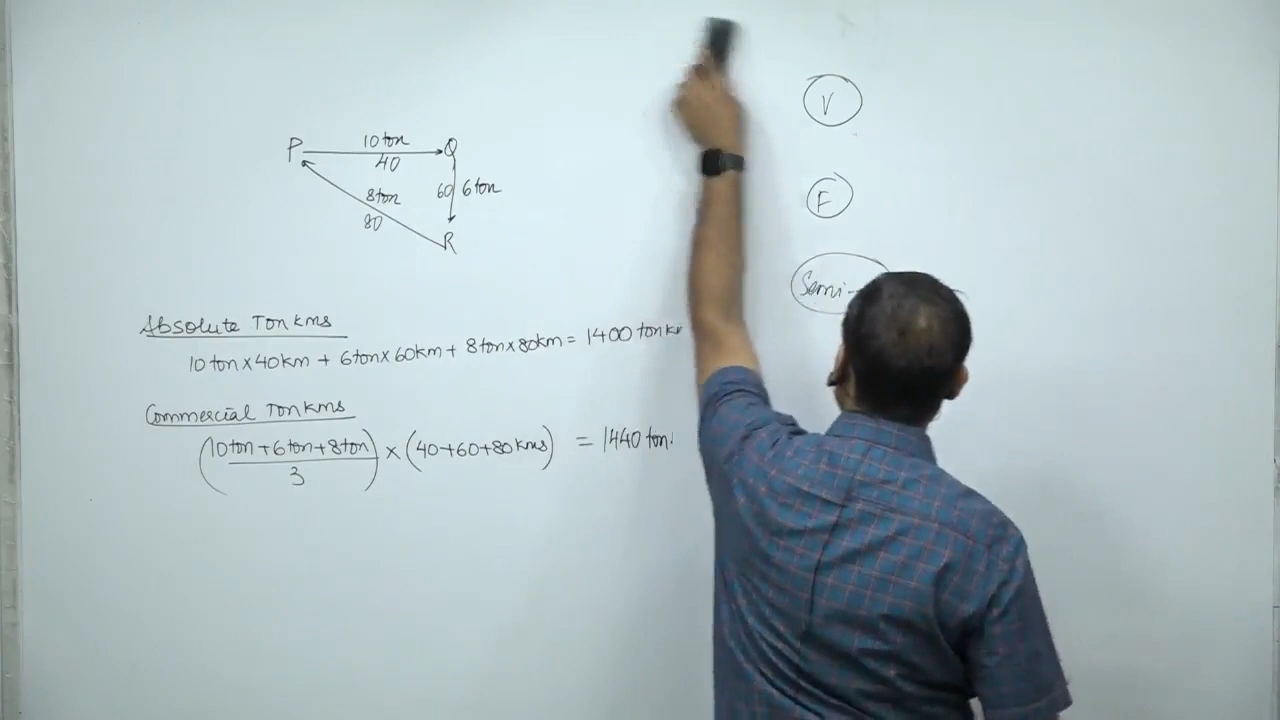 P 10 ton Q
40
8 ton 60 6 ton
80
R
Absolute Ton kms
10 ton × 40 km + 6 ton × 60 km + 8 ton × 80 km = 1400 ton
Commercial Ton kms
(10 ton + 6 ton + 8 ton / 3) × (40 + 60 + 80 kms) = 1440 ton
V
F
Semi-